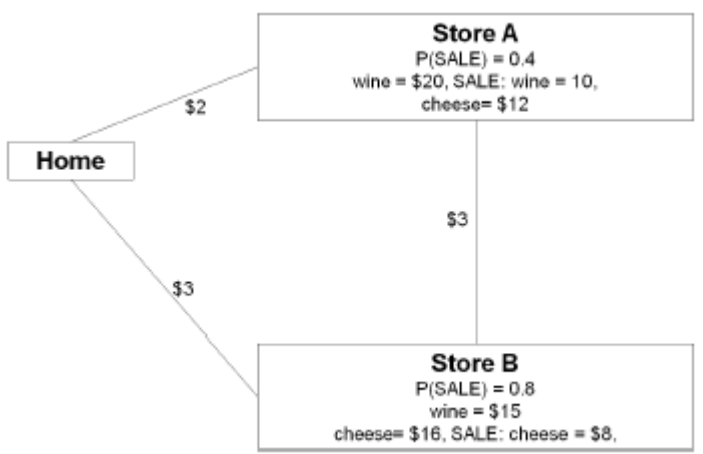 Store A
P(SALE) = 0.4
wine = $20, SALE: wine = 10,
cheese= $12
$2
Home
$3
$3
Store B
P(SALE) = 0.8
wine = $15
cheese= $16, SALE: cheese = $8,